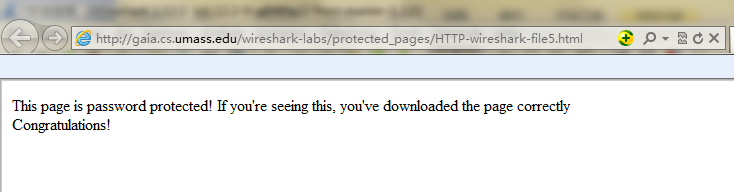 http://gaia.cs.umass.edu/wireshark-labs/protected_pages/HTTP-wireshark-file5.html
This page is password protected! If you're seeing this, you've downloaded the page correctly
Congratulations!